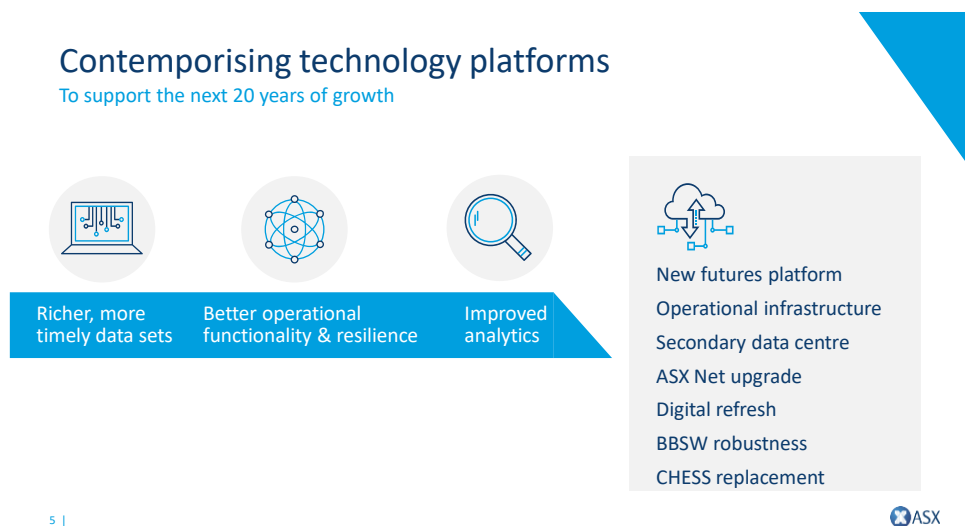 Contemporising technology platforms
To support the next 20 years of growth
Richer, more
timely data sets
Better operational
functionality & resilience
Improved
analytics
New futures platform
Operational infrastructure
Secondary data centre
ASX Net upgrade
Digital refresh
BBSW robustness
CHESS replacement
5 |
ASX